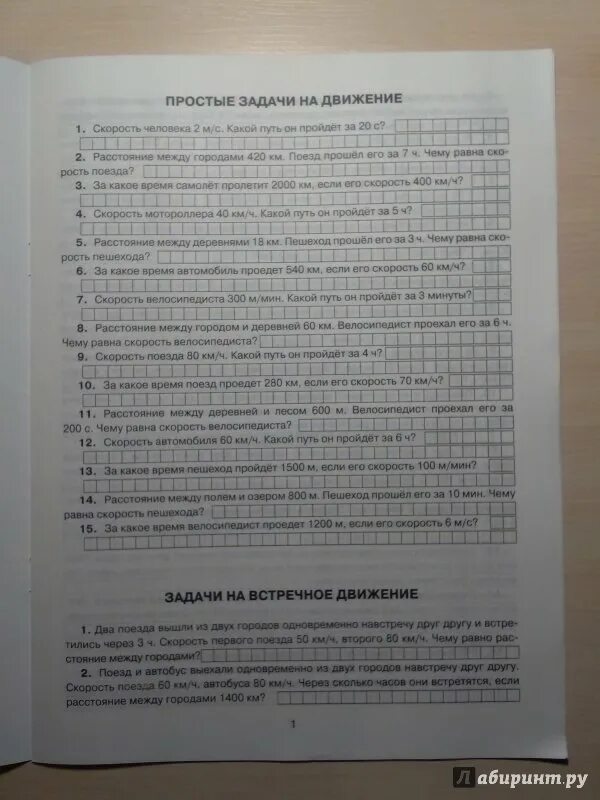 ПРОСТЫЕ ЗАДАЧИ НА ДВИЖЕНИЕ
1. Скорость человека 2 м/с. Какой путь он пройдёт за 20 с?
2. Расстояние между городами 420 км. Поезд прошёл его за 7 ч. Чему равна ско-
рость поезда?
3. За какое время самолёт пролетит 2000 км, если его скорость 400 км/ч?
4. Скорость мотороллера 40 км/ч. Какой путь он пройдёт за 5 ч?
5. Расстояние между деревнями 18 км. Пешеход прошёл его за 3 ч. Чему равна ско-
рость пешехода?
6. За какое время автомобиль проедет 540 км, если его скорость 60 км/ч?
7. Скорость велосипедиста 300 м/мин. Какой путь он пройдёт за 3 минуты?
8. Расстояние между городом и деревней 60 км. Велосипедист проехал его за 6 ч.
Чему равна скорость велосипедиста?
9. Скорость поезда 80 км/ч. Какой путь он пройдёт за 4 ч?
10. За какое время поезд проедет 280 км, если его скорость 70 км/ч?
11. Расстояние между деревней и лесом 600 м. Велосипедист проехал его за
200 с. Чему равна скорость велосипедиста?
12. Скорость автомобиля 60 км/ч. Какой путь он пройдёт за 6 ч?
13. За какое время пешеход пройдёт 1500 м, если его скорость 100 м/мин?
14. Расстояние между полем и озером 800 м. Пешеход прошёл его за 10 мин. Чему
равна скорость пешехода?
15. За какое время велосипедист проедет 1200 м, если его скорость 6 м/с?
ЗАДАЧИ НА ВСТРЕЧНОЕ ДВИЖЕНИЕ
1. Два поезда вышли из двух городов одновременно навстречу друг другу и встре-
тились через 3 ч. Скорость первого поезда 50 км/ч, второго 80 км/ч. Чему равно рас-
стояние между городами?
2. Поезд и автобус выехали одновременно из двух городов навстречу друг другу.
Скорость поезда 60 км/ч, автобуса 80 км/ч. Через сколько часов они встретятся, если
расстояние между городами 1400 км?
1
Лабиринт.ру